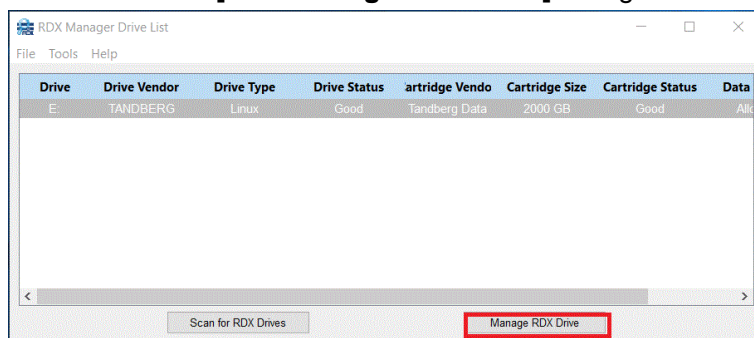 RDX Manager Drive List
File Tools Help
Drive Drive Vendor Drive Type Drive Status artridge Vendo Cartridge Size Cartridge Status Data
E: TANDBERG Linux Good Tandberg Data 2000 GB Good
Scan for RDX Drives Manage RDX Drive